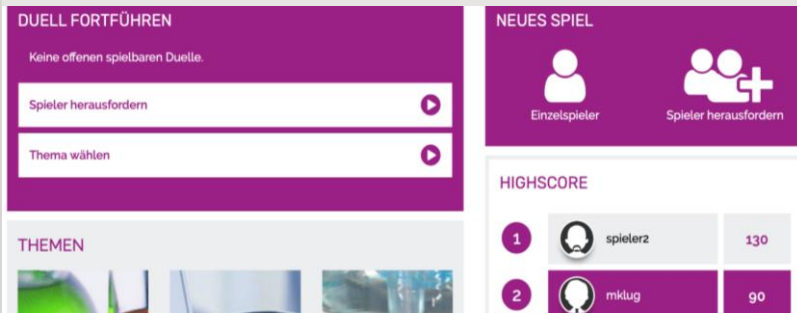 DUELL FORTFÜHREN
Keine offenen spielbaren Duelle.
Spieler herausfordern
Thema wählen
THEMEN
NEUES SPIEL
Einzelspieler
Spieler herausfordern
HIGHSCORE
1 spieler2 130
2 mklug 90